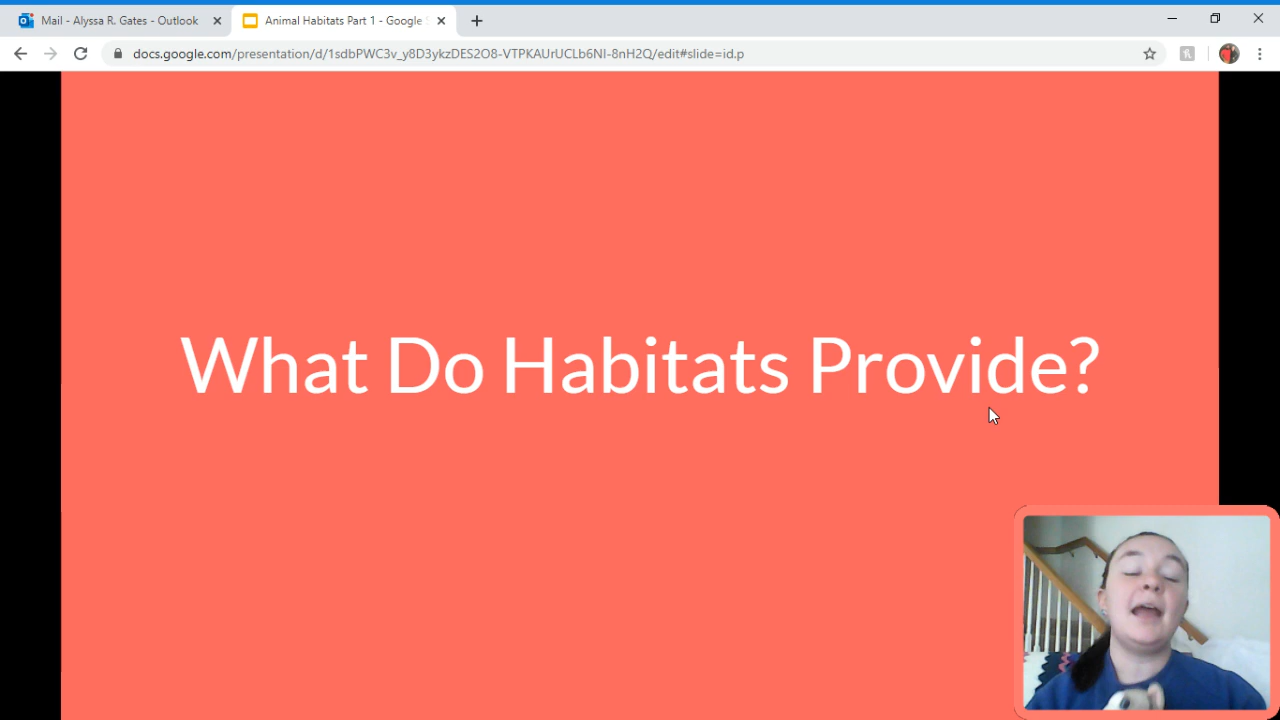 Mail - Alyssa R. Gates - Outlook
Animal Habitats Part 1 - Google S
docs.google.com/presentation/d/1sdbPWC3v_y8D3ykzDES2O8-VTPKAUrUCLb6NI-8nH2Q/edit#slide=id.p
What Do Habitats Provide?